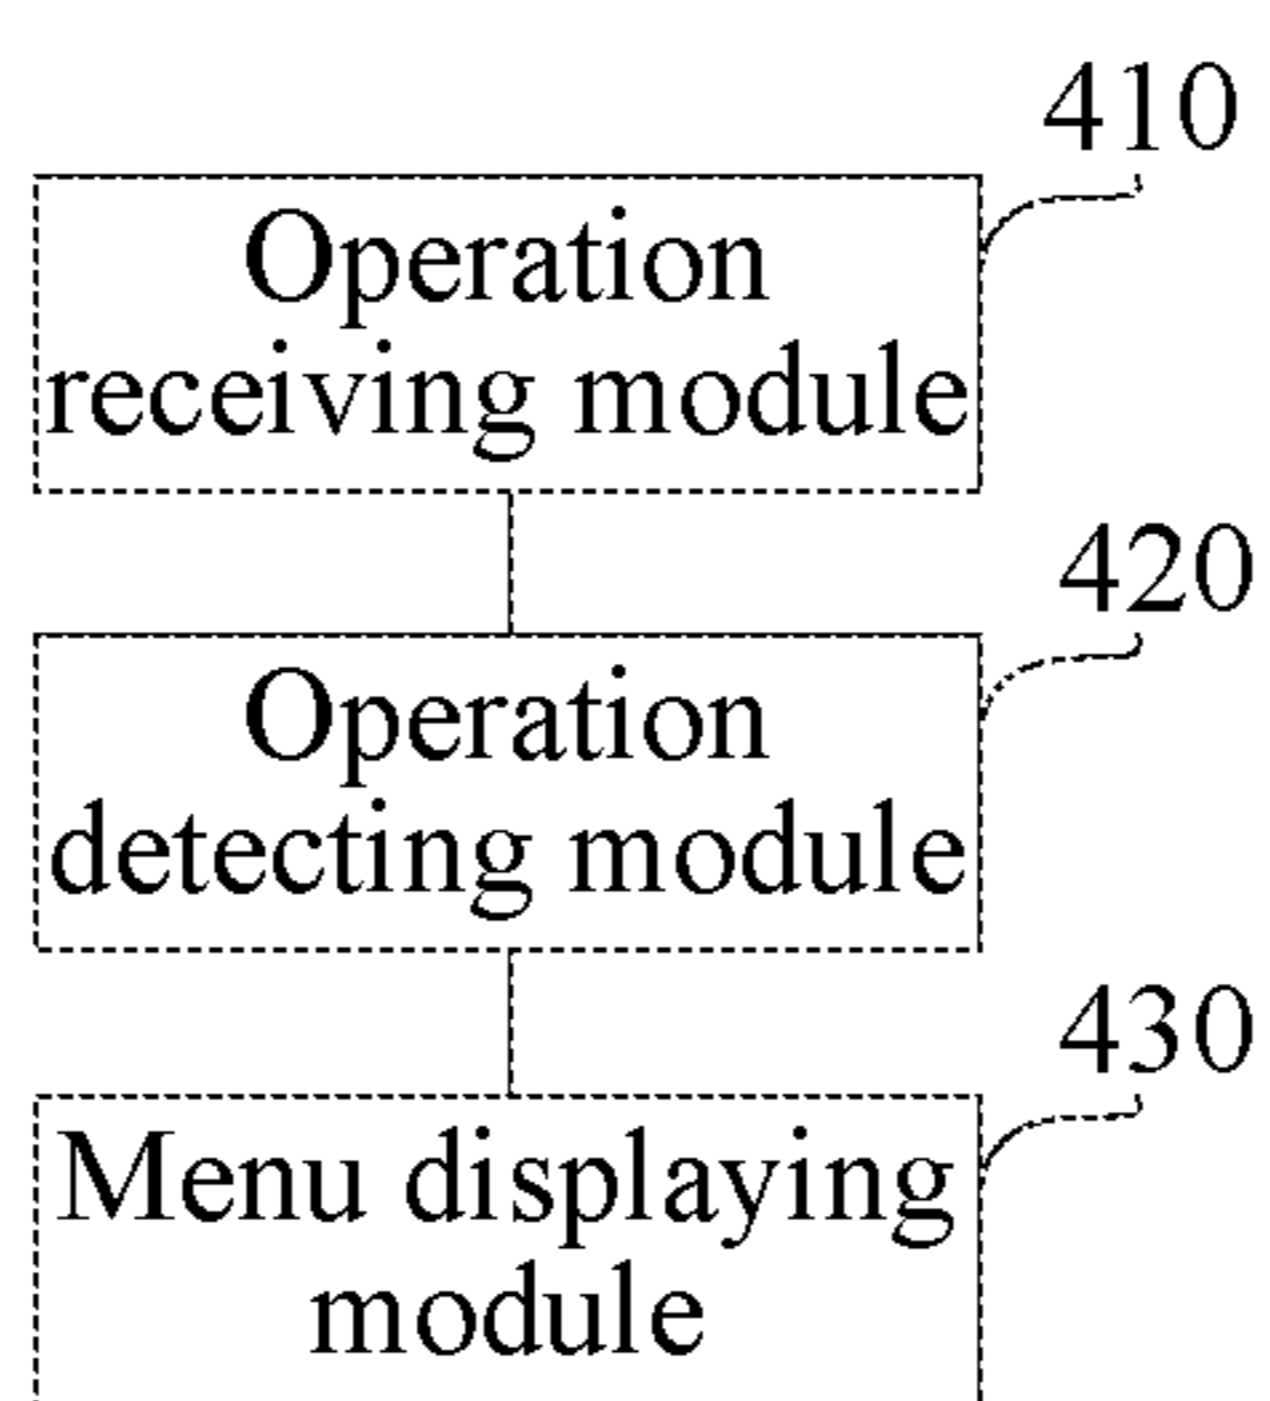 410
Operation
receiving module
420
Operation
detecting module
430
Menu displaying
module